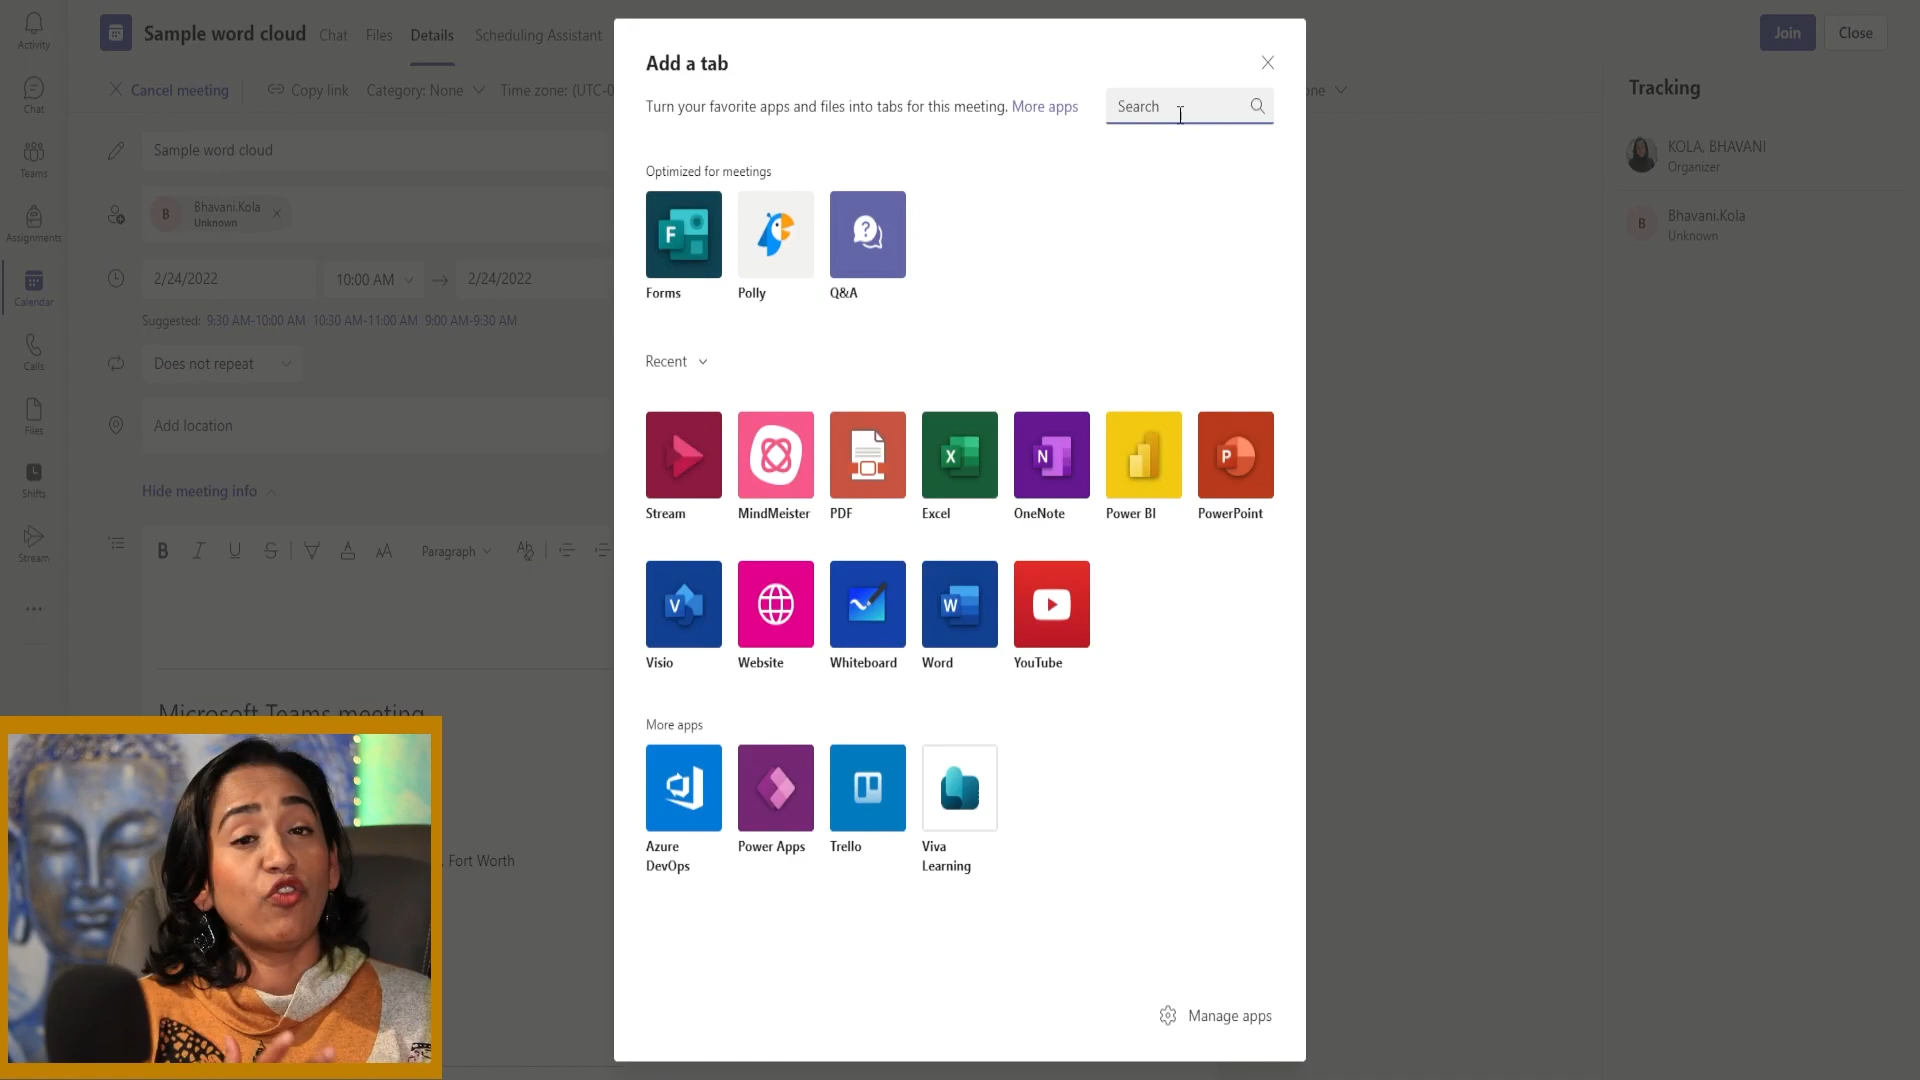 Activity
Chat
Teams
Assignments
Calendar
Calls
Files
Shifts
Stream
Sample word cloud Chat Files Details Scheduling Assistant
Join Close
Cancel meeting Copy link Category: None Time zone: (UTC-0
Sample word cloud
B Bhavani.Kola
Unknown
2/24/2022 10:00 AM → 2/24/2022
Suggested: 9:30 AM-10:00 AM 10:30 AM-11:00 AM 9:00 AM-9:30 AM
Does not repeat
Add location
Hide meeting info
B I U S A AA Paragraph Ab
Microsoft Teams meeting
, Fort Worth
Add a tab
Turn your favorite apps and files into tabs for this meeting. More apps
Search
Optimized for meetings
Forms Polly Q&A
Recent
Stream MindMeister PDF Excel OneNote Power BI PowerPoint
Visio Website Whiteboard Word YouTube
More apps
Azure DevOps Power Apps Trello Viva Learning
Manage apps
Tracking
KOLA, BHAVANI
Organizer
B Bhavani.Kola
Unknown